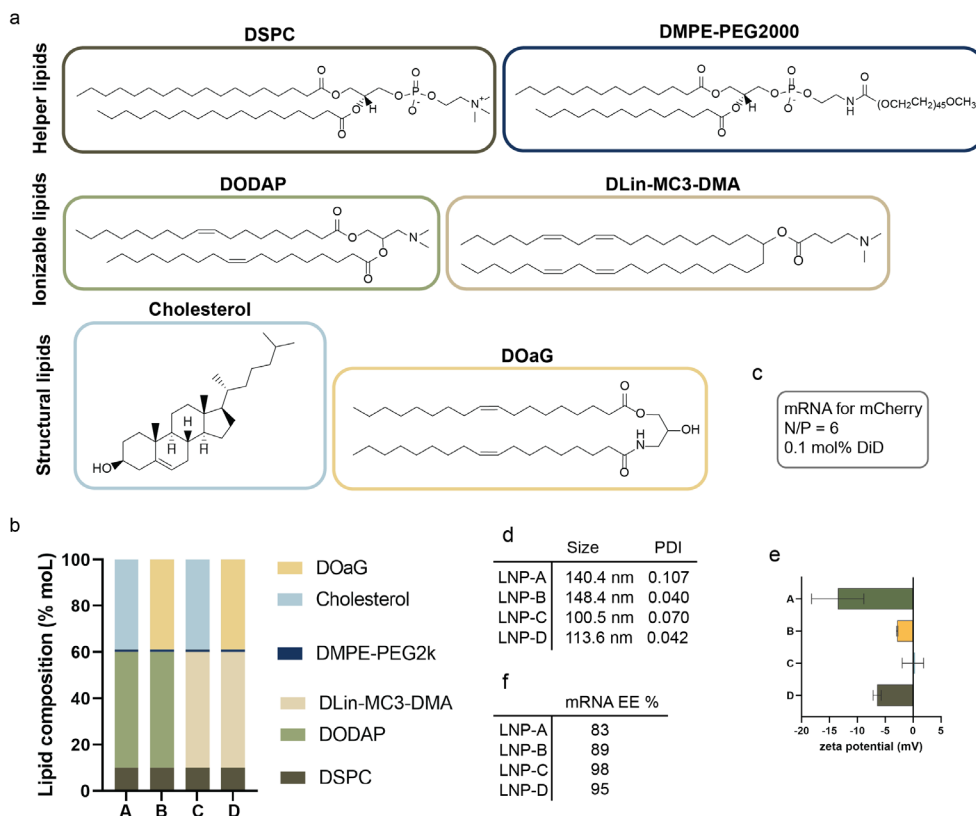 a
DSPC
DMPE-PEG2000
Helper lipids
O
O
O
O
O
P
O
O-
H
N+
O
O
O
O
O
P
O
O-
H
N
H
O
(OCH2CH2)45OCH3
Ionizable lipids
DODAP
DLin-MC3-DMA
O
O
O
O
N
O
O
N
Structural lipids
Cholesterol
DOaG
HO
H
H
H
O
O
OH
H
N
O
c
mRNA for mCherry
N/P = 6
0.1 mol% DiD
b
Lipid composition (% moL)
100
80
60
40
20
0
A B C D
DOaG
Cholesterol
DMPE-PEG2k
DLin-MC3-DMA
DODAP
DSPC
d
Size PDI
LNP-A 140.4 nm 0.107
LNP-B 148.4 nm 0.040
LNP-C 100.5 nm 0.070
LNP-D 113.6 nm 0.042
f
mRNA EE %
LNP-A 83
LNP-B 89
LNP-C 98
LNP-D 95
e
A
B
C
D
-20 -15 -10 -5 0 5
zeta potential (mV)